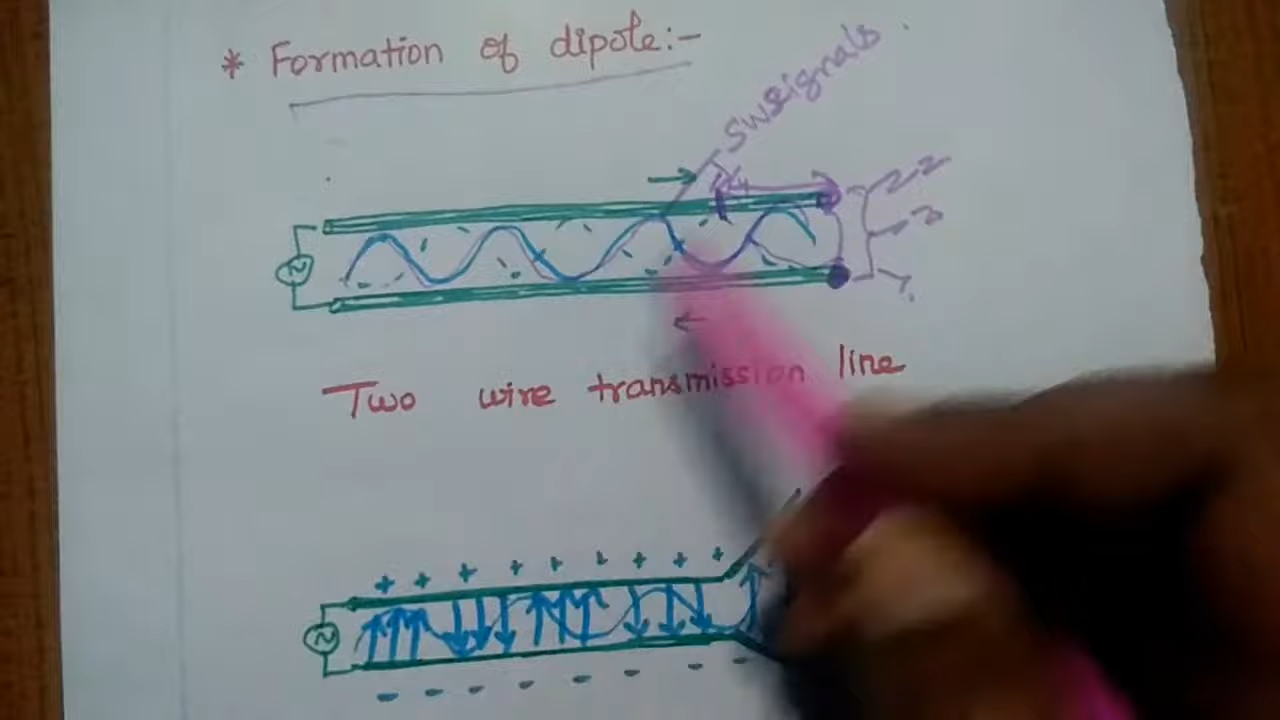 * Formation of dipole:-
SW signals.
Two wire transmission line
+ + + + + + + + +
- - - - - - - -